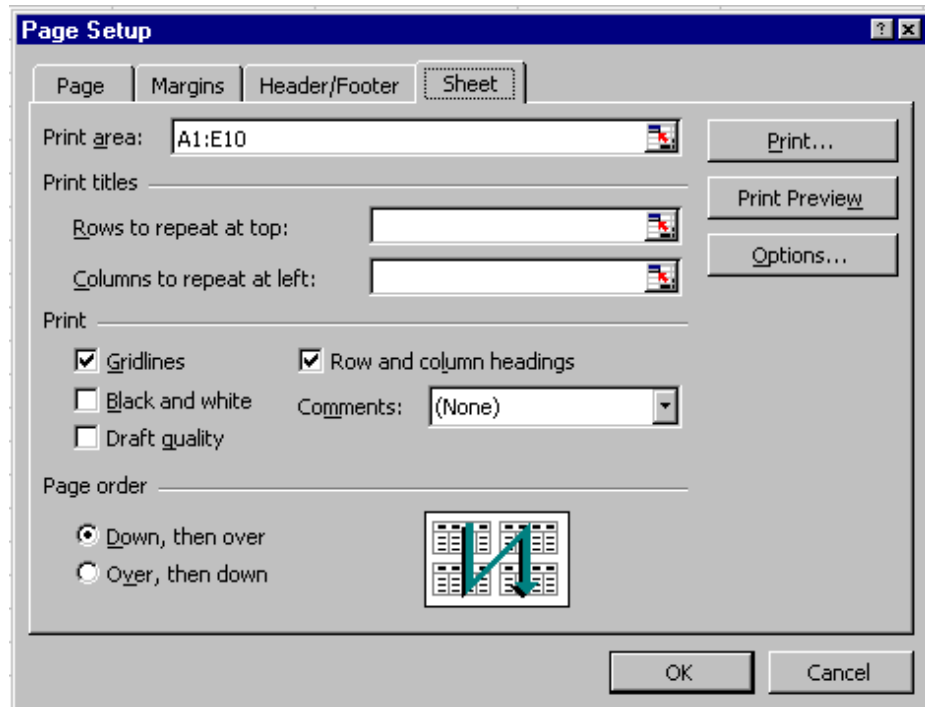 Page Setup
Page Margins Header/Footer Sheet
Print area: A1:E10
Print...
Print titles
Print Preview
Rows to repeat at top:
Options...
Columns to repeat at left:
Print
Gridlines Row and column headings
Black and white Comments: (None)
Draft quality
Page order
Down, then over
Over, then down
OK Cancel